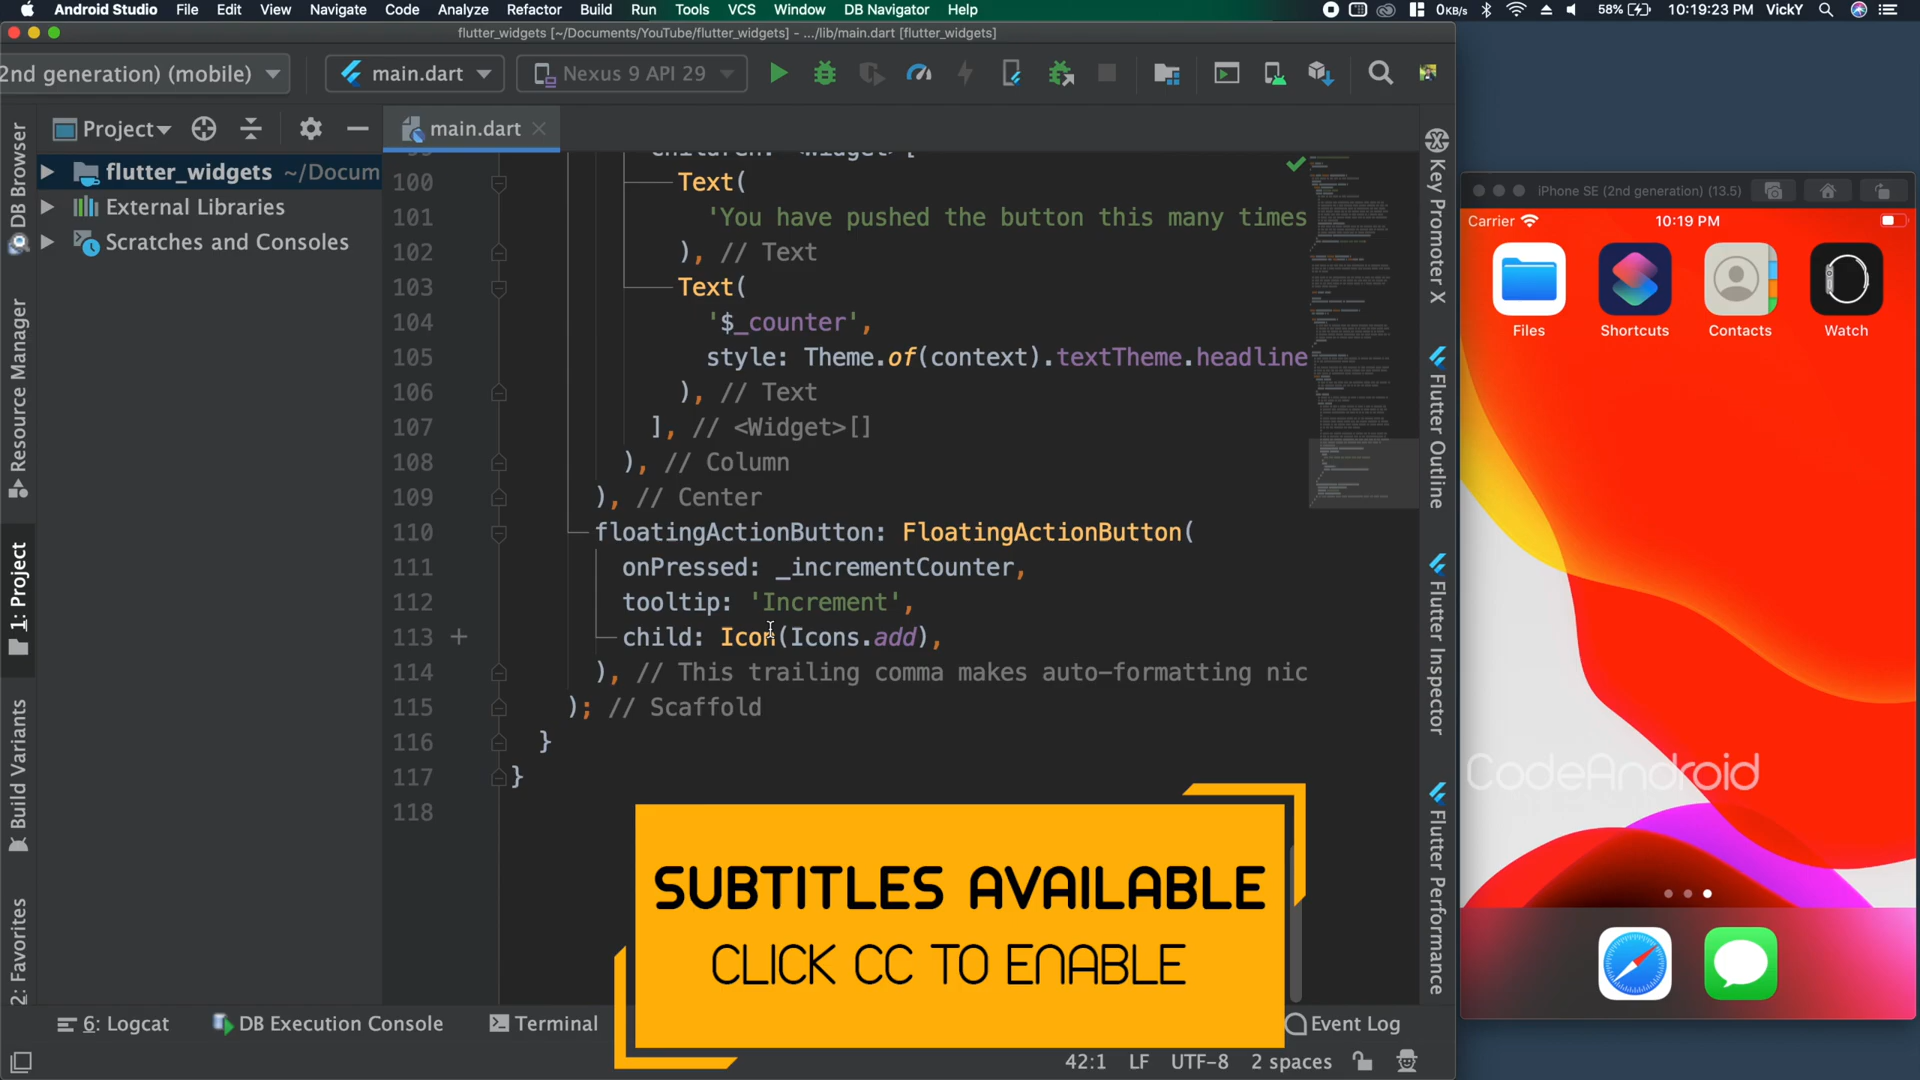 Android Studio File Edit View Navigate Code Analyze Refactor Build Run Tools VCS Window DB Navigator Help 0KB/s 58% 10:19:23 PM VickY
flutter_widgets [~/Documents/YouTube/flutter_widgets] - .../lib/main.dart [flutter_widgets]
2nd generation) (mobile) main.dart Nexus 9 API 29
Project main.dart
flutter_widgets ~/Docum
External Libraries
Scratches and Consoles
DB Browser
Resource Manager
1: Project
Build Variants
2: Favorites
99 children: <Widget>[
100 Text(
101 'You have pushed the button this many times
102 ), // Text
103 Text(
104 '$_counter',
105 style: Theme.of(context).textTheme.headline
106 ), // Text
107 ], // <Widget>[]
108 ), // Column
109 ), // Center
110 floatingActionButton: FloatingActionButton(
111 onPressed: _incrementCounter,
112 tooltip: 'Increment',
113 child: Icon(Icons.add),
114 ), // This trailing comma makes auto-formatting nic
115 ); // Scaffold
116 }
117 }
118
Key Promoter X
Flutter Outline
Flutter Inspector
Flutter Performance
iPhone SE (2nd generation) (13.5)
Carrier 10:19 PM
Files Shortcuts Contacts Watch
CodeAndroid
SUBTITLES AVAILABLE
CLICK CC TO ENABLE
6: Logcat DB Execution Console Terminal Event Log
42:1 LF UTF-8 2 spaces